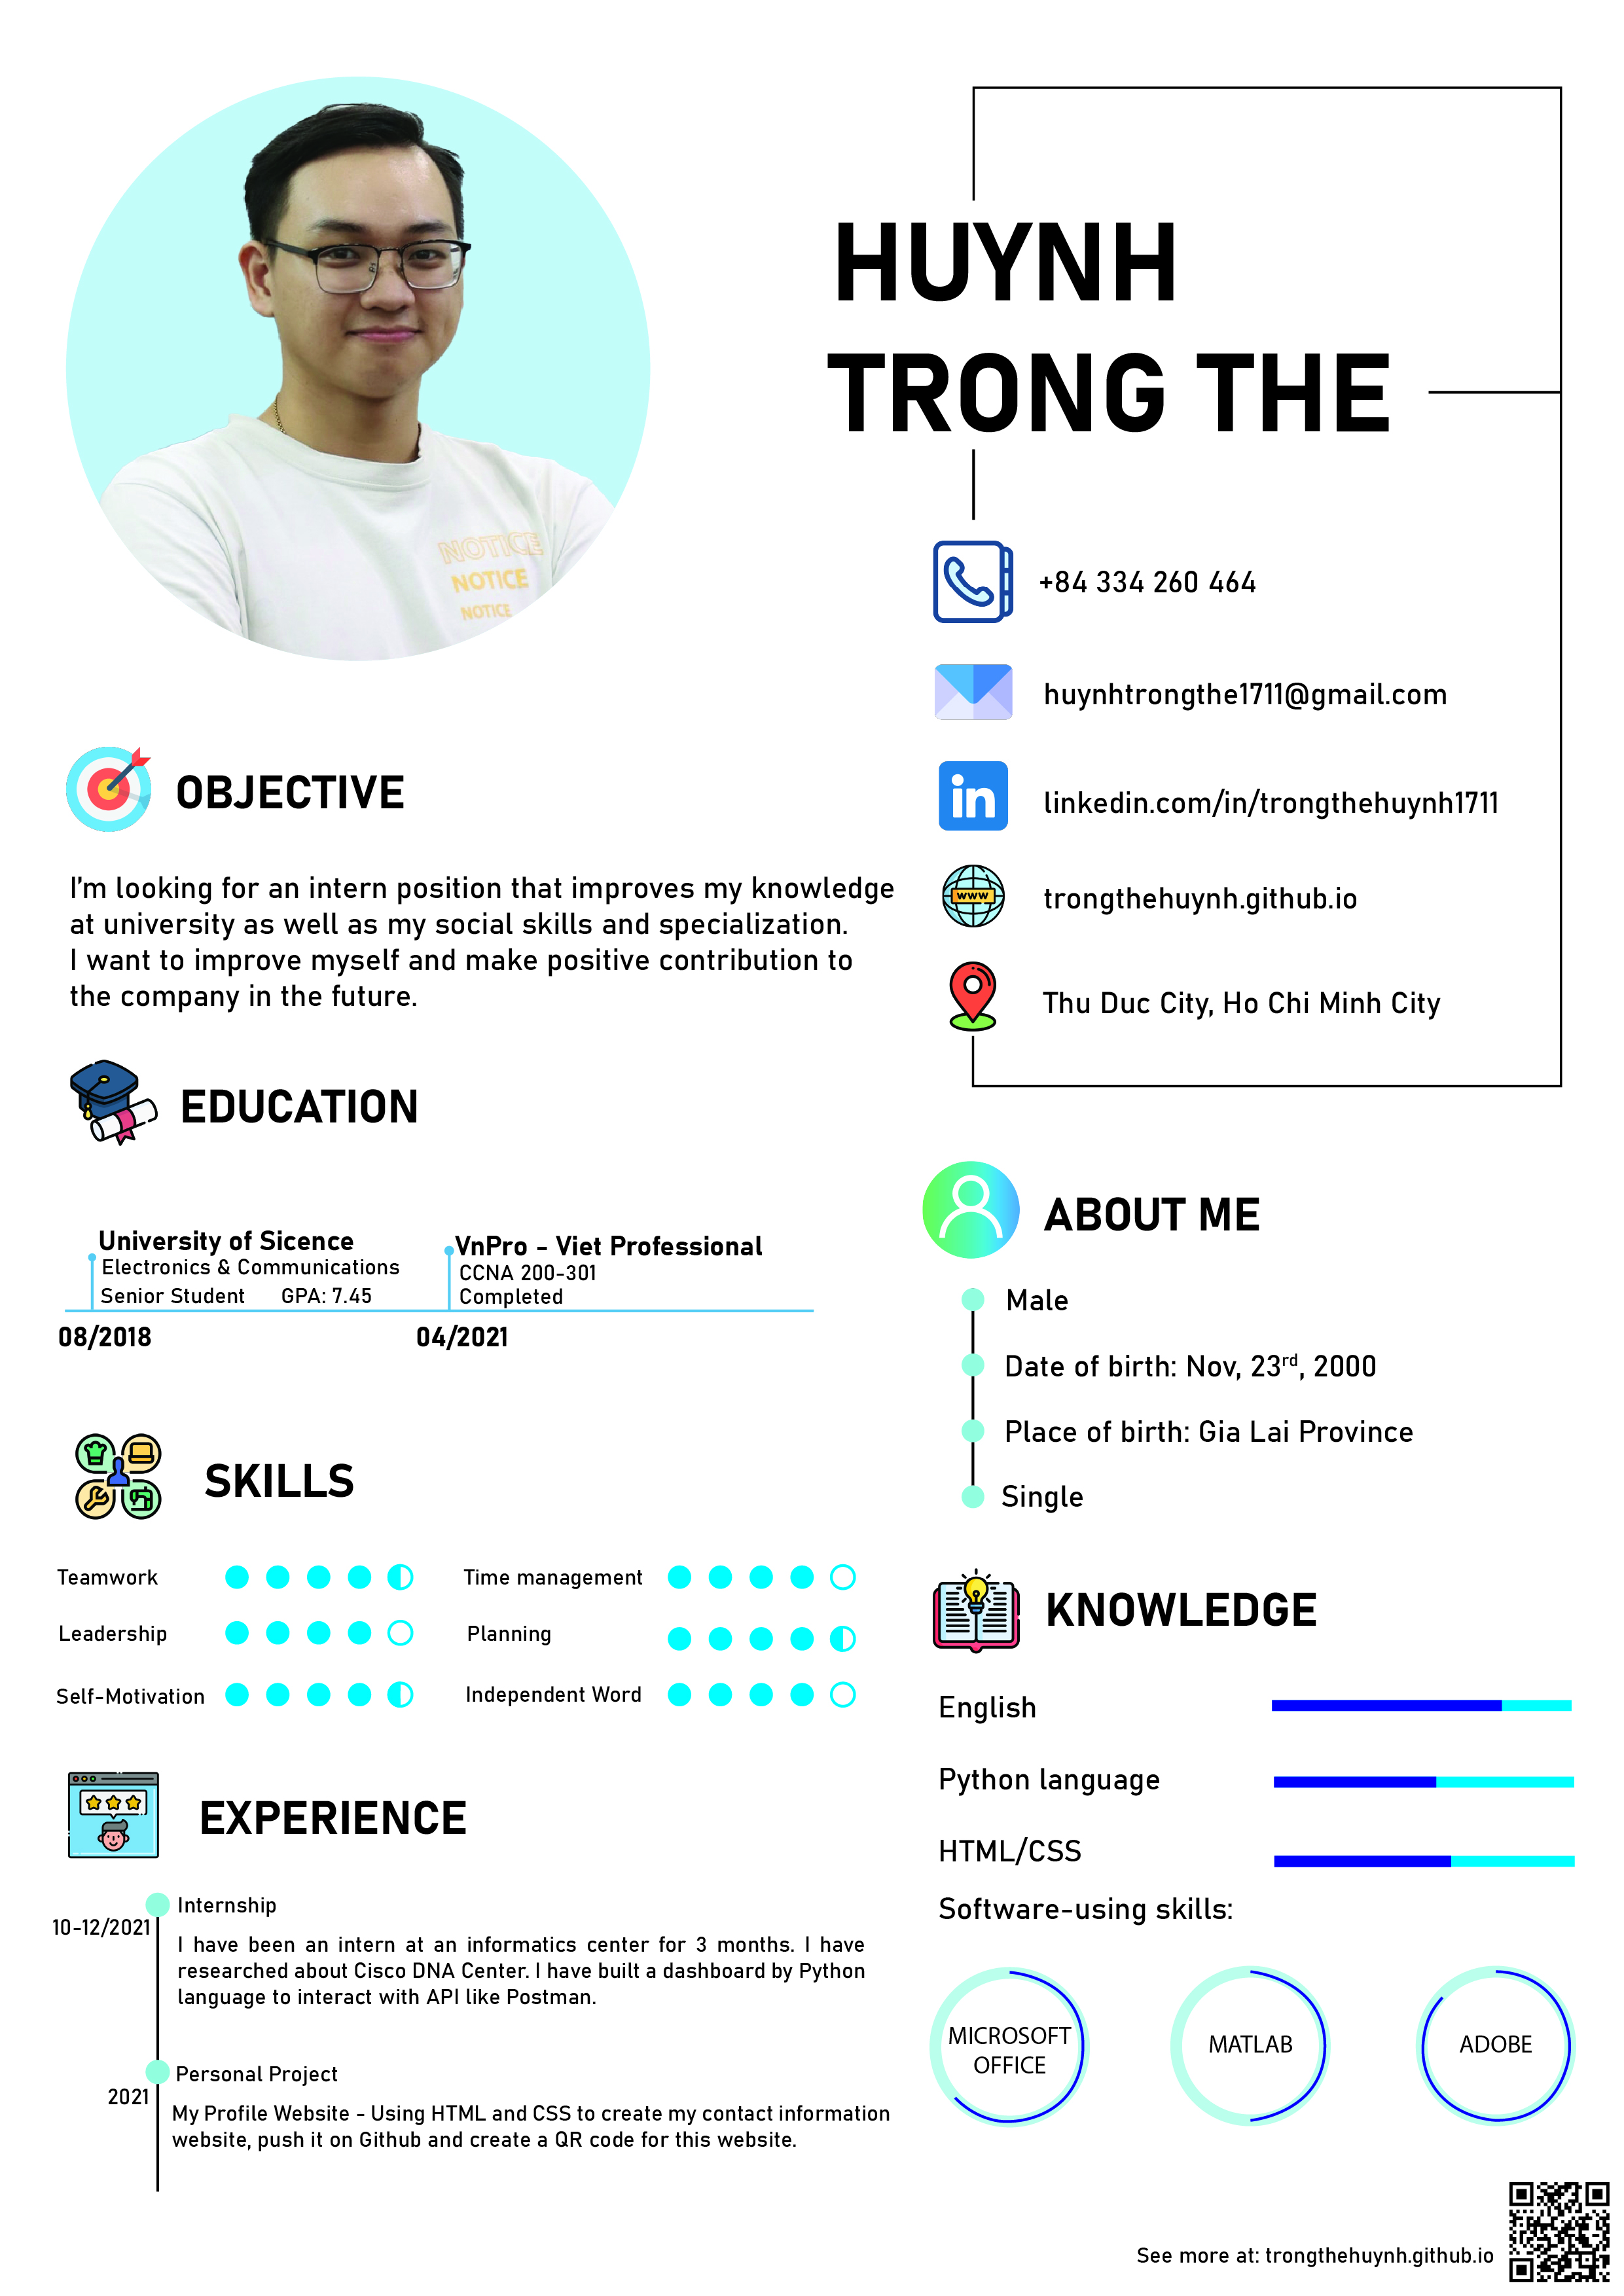 HUYNH
TRONG THE
NOTICE
NOTICE
NOTICE
+84 334 260 464
huynhtrongthe1711@gmail.com
in
linkedin.com/in/trongthehuynh1711
WWW
trongthehuynh.github.io
Thu Duc City, Ho Chi Minh City
OBJECTIVE
I'm looking for an intern position that improves my knowledge
at university as well as my social skills and specialization.
I want to improve myself and make positive contribution to
the company in the future.
EDUCATION
University of Sicence
Electronics & Communications
Senior Student GPA: 7.45
08/2018
VnPro - Viet Professional
CCNA 200-301
Completed
04/2021
SKILLS
Teamwork
Leadership
Self-Motivation
Time management
Planning
Independent Word
EXPERIENCE
10-12/2021
Internship
I have been an intern at an informatics center for 3 months. I have
researched about Cisco DNA Center. I have built a dashboard by Python
language to interact with API like Postman.
2021
Personal Project
My Profile Website - Using HTML and CSS to create my contact information
website, push it on Github and create a QR code for this website.
ABOUT ME
Male
Date of birth: Nov, 23rd, 2000
Place of birth: Gia Lai Province
Single
KNOWLEDGE
English
Python language
HTML/CSS
Software-using skills:
MICROSOFT
OFFICE
MATLAB
ADOBE
See more at: trongthehuynh.github.io